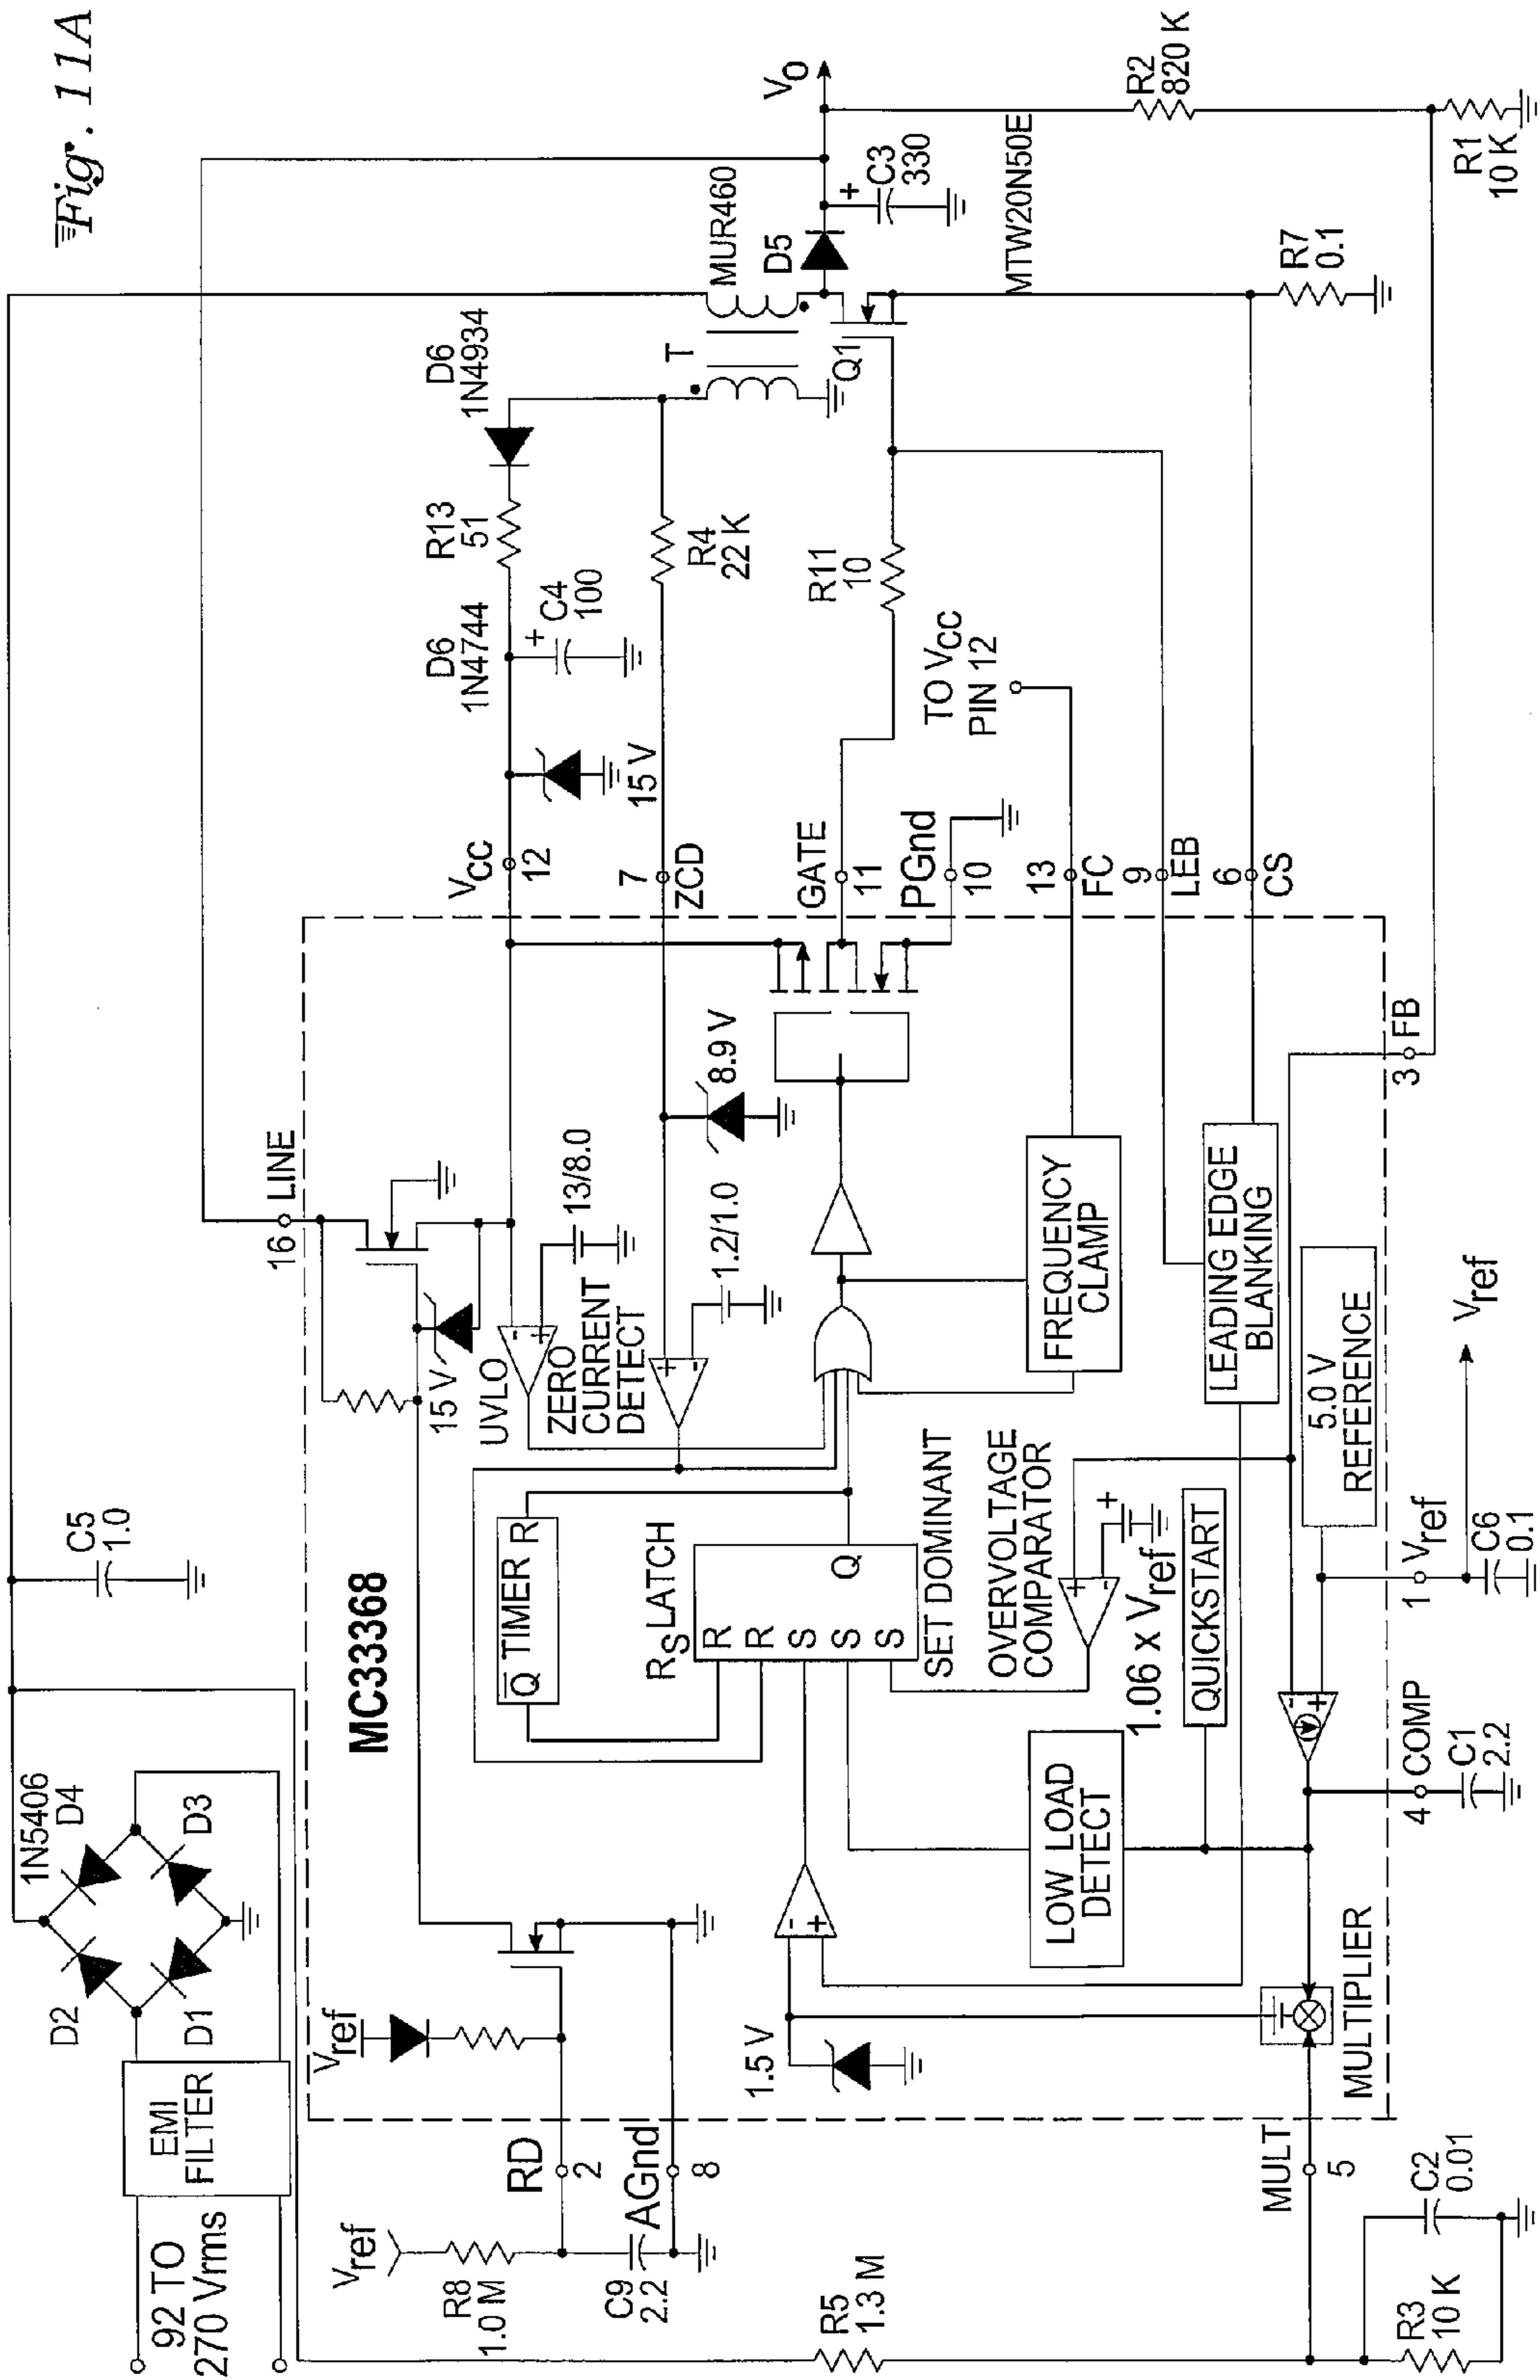 Fig. 11A
92 TO
270 Vrms
EMI
FILTER
D2
D1
1N5406
D4
D3
C5
1.0
MC33368
16
LINE
15 V
UVLO
13/8.0
ZERO
CURRENT
DETECT
1.2/1.0
8.9 V
Q TIMER R
RS LATCH
R
R
S
S
S
Q
SET DOMINANT
OVERVOLTAGE
COMPARATOR
1.06 x Vref
QUICKSTART
LOW LOAD
DETECT
FREQUENCY
CLAMP
LEADING EDGE
BLANKING
5.0 V
REFERENCE
MULTIPLIER
1.5 V
Vref
Vref
R8
1.0 M
RD
2
C9
2.2
AGnd
8
R5
1.3 M
MULT
5
R3
10 K
C2
0.01
4
COMP
C1
2.2
1
Vref
C6
0.1
Vref
3
FB
VCC
12
7
ZCD
GATE
11
PGnd
10
13
FC
9
LEB
6
CS
15 V
D6
1N4744
C4
100
R13
51
D6
1N4934
R4
22 K
R11
10
TO VCC
PIN 12
T
MUR460
D5
Q1
MTW20N50E
C3
330
VO
R7
0.1
R2
820 K
R1
10 K